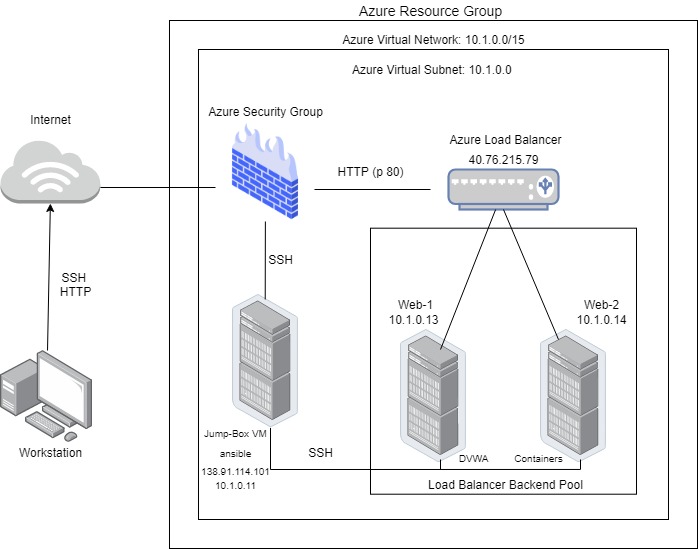 Azure Resource Group
Azure Virtual Network: 10.1.0.0/15
Azure Virtual Subnet: 10.1.0.0
Azure Security Group
Internet
Azure Load Balancer
40.76.215.79
HTTP (p 80)
SSH
SSH
HTTP
Web-1
10.1.0.13
Web-2
10.1.0.14
Workstation
Jump-Box VM
ansible
138.91.114.101
10.1.0.11
SSH
DVWA
Containers
Load Balancer Backend Pool